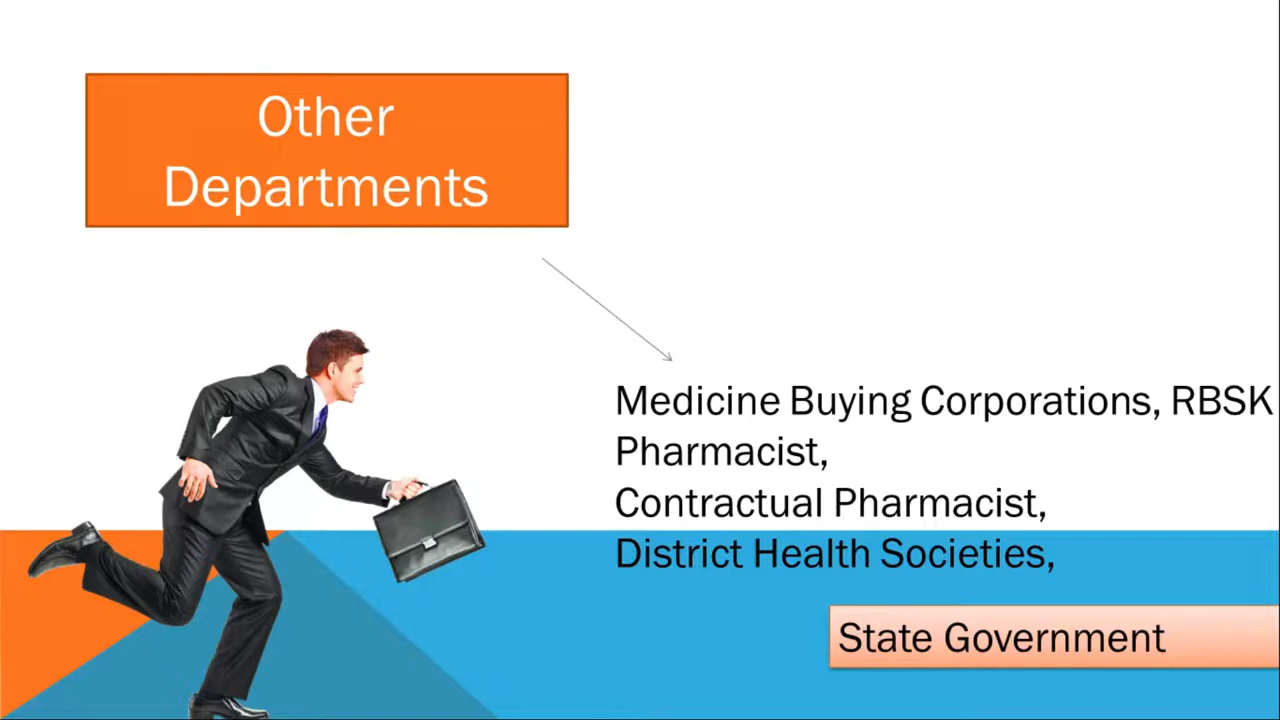 Other
Departments
Medicine Buying Corporations, RBSK
Pharmacist,
Contractual Pharmacist,
District Health Societies,
State Government